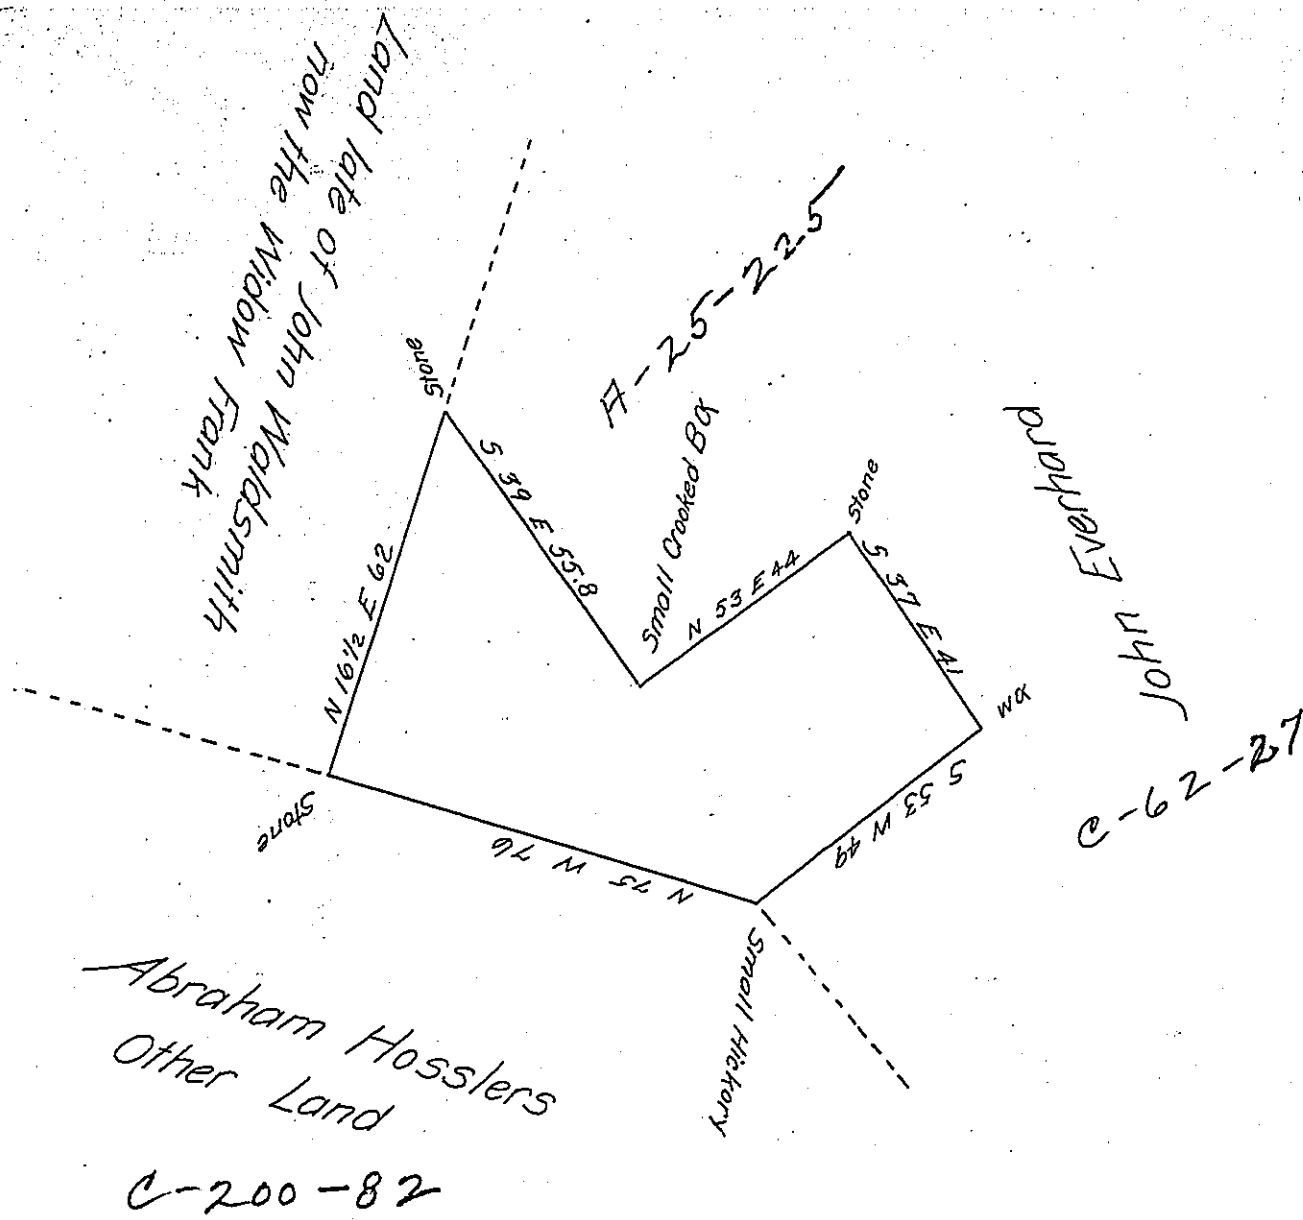 Land late of John Waldsmith
now the Widow Frank
Stone
A-25-225
S 39 E 55.8
Small Crooked BO
N 53 E 44
Stone
S 37 E 41
John Everhard
WO
C-62-27
N 16 1/2 E 62
S 53 W 49
Stone
N 75 W 76
Small Hickory
Abraham Hosslers
Other Land
C-200-82